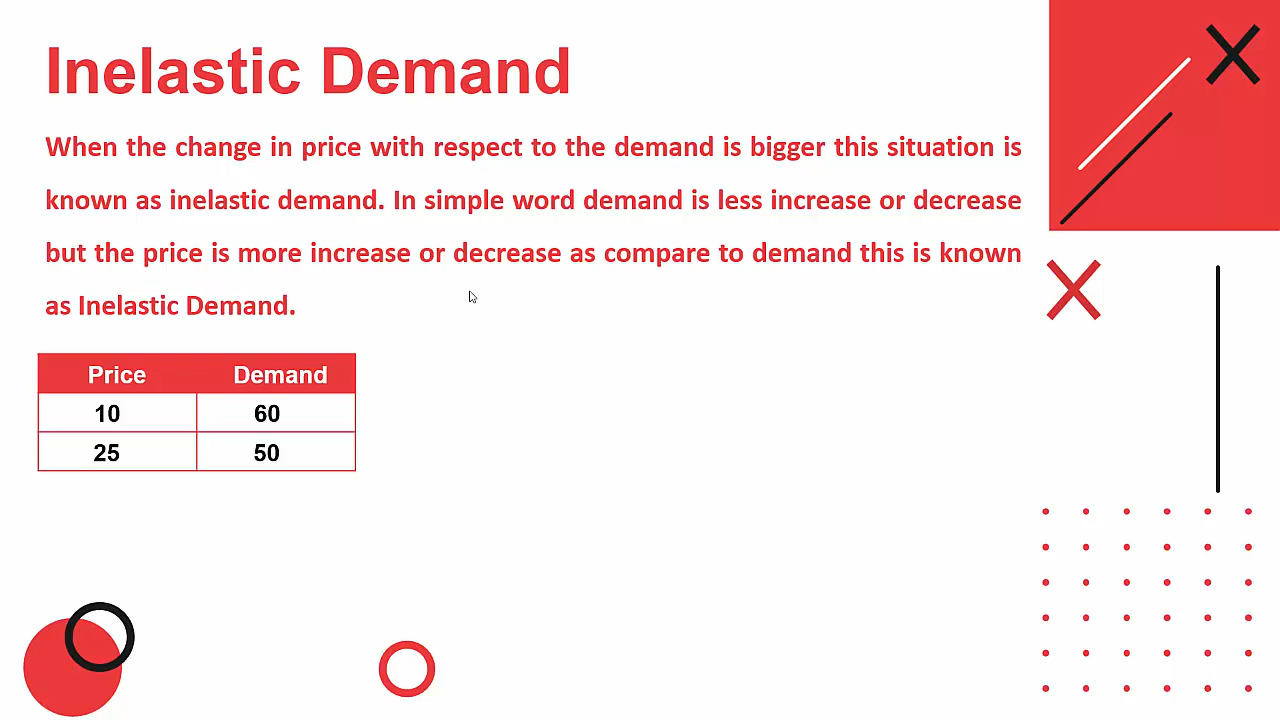 Inelastic Demand
When the change in price with respect to the demand is bigger this situation is
known as inelastic demand. In simple word demand is less increase or decrease
but the price is more increase or decrease as compare to demand this is known
as Inelastic Demand.
Price Demand
10 60
25 50